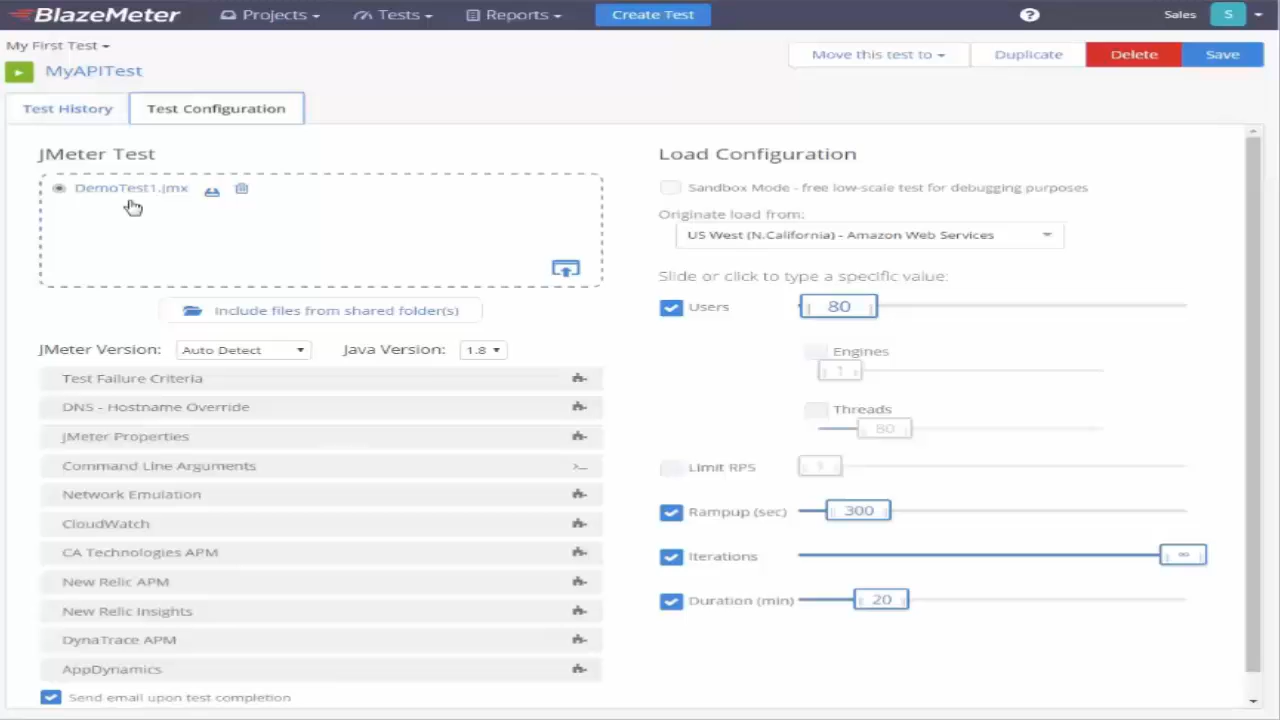 BlazeMeter Projects Tests Reports Create Test ? Sales S
My First Test
MyAPITest
Move this test to Duplicate Delete Save
Test History Test Configuration
JMeter Test
DemoTest1.jmx
Include files from shared folder(s)
JMeter Version: Auto Detect Java Version: 1.8
Test Failure Criteria
DNS - Hostname Override
JMeter Properties
Command Line Arguments
Network Emulation
CloudWatch
CA Technologies APM
New Relic APM
New Relic Insights
DynaTrace APM
AppDynamics
Send email upon test completion
Load Configuration
Sandbox Mode - free low-scale test for debugging purposes
Originate load from:
US West (N.California) - Amazon Web Services
Slide or click to type a specific value:
Users 80
Engines
1
Threads
80
Limit RPS
Rampup (sec) 300
Iterations ∞
Duration (min) 20